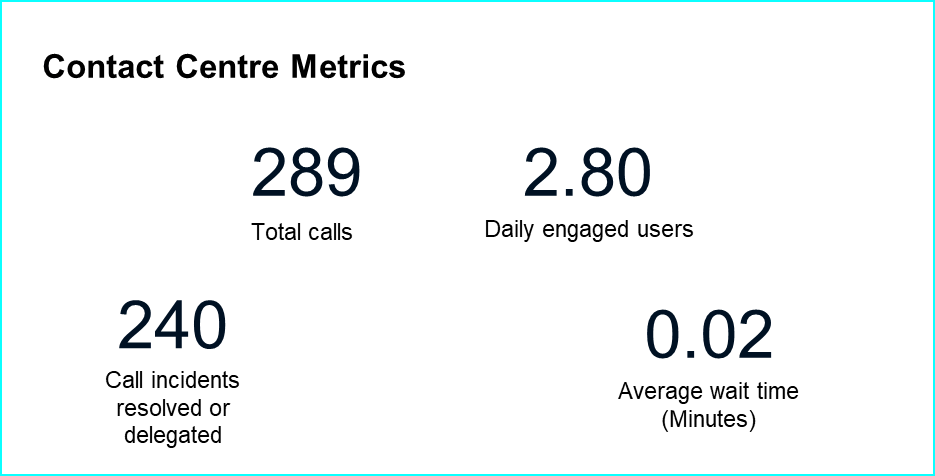 Contact Centre Metrics
289
Total calls
2.80
Daily engaged users
240
Call incidents
resolved or
delegated
0.02
Average wait time
(Minutes)